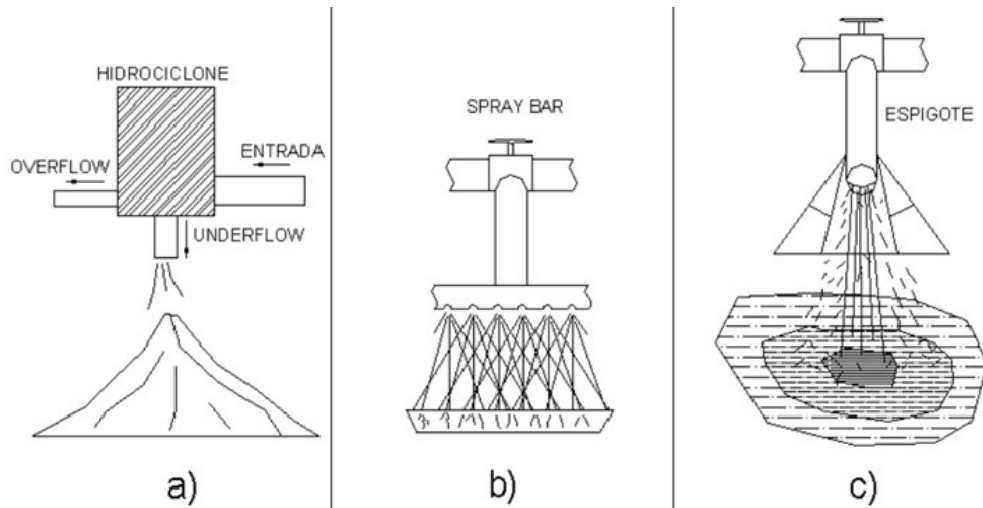 HIDROCICLONE
OVERFLOW
ENTRADA
UNDERFLOW
a)
SPRAY BAR
b)
ESPIGOTE
c)